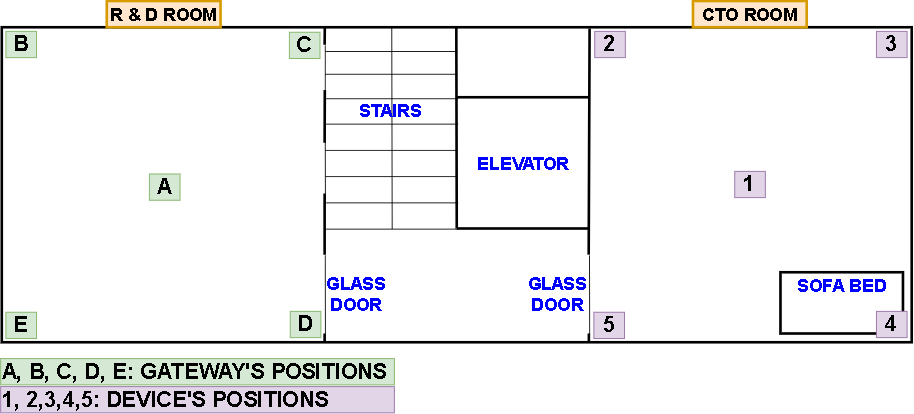 R & D ROOM
CTO ROOM
B
C
2
3
STAIRS
ELEVATOR
A
1
GLASS
DOOR
GLASS
DOOR
SOFA BED
E
D
5
4
A, B, C, D, E: GATEWAY'S POSITIONS
1, 2,3,4,5: DEVICE'S POSITIONS